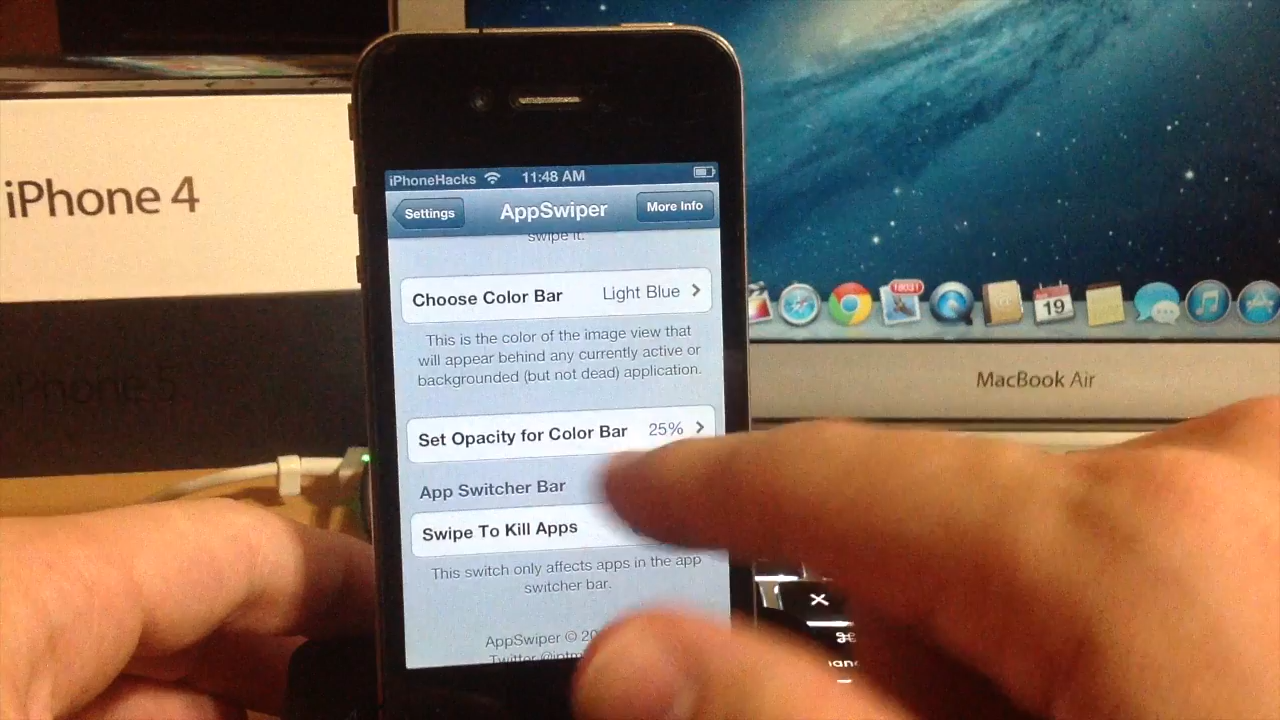 iPhone 4
iPhone 5
iPhoneHacks 11:48 AM
Settings AppSwiper More Info
swipe it.
Choose Color Bar Light Blue
This is the color of the image view that
will appear behind any currently active or
backgrounded (but not dead) application.
Set Opacity for Color Bar 25%
App Switcher Bar
Swipe To Kill Apps
This switch only affects apps in the app
switcher bar.
AppSwiper ©
Twitter
19
MacBook Air
⌘